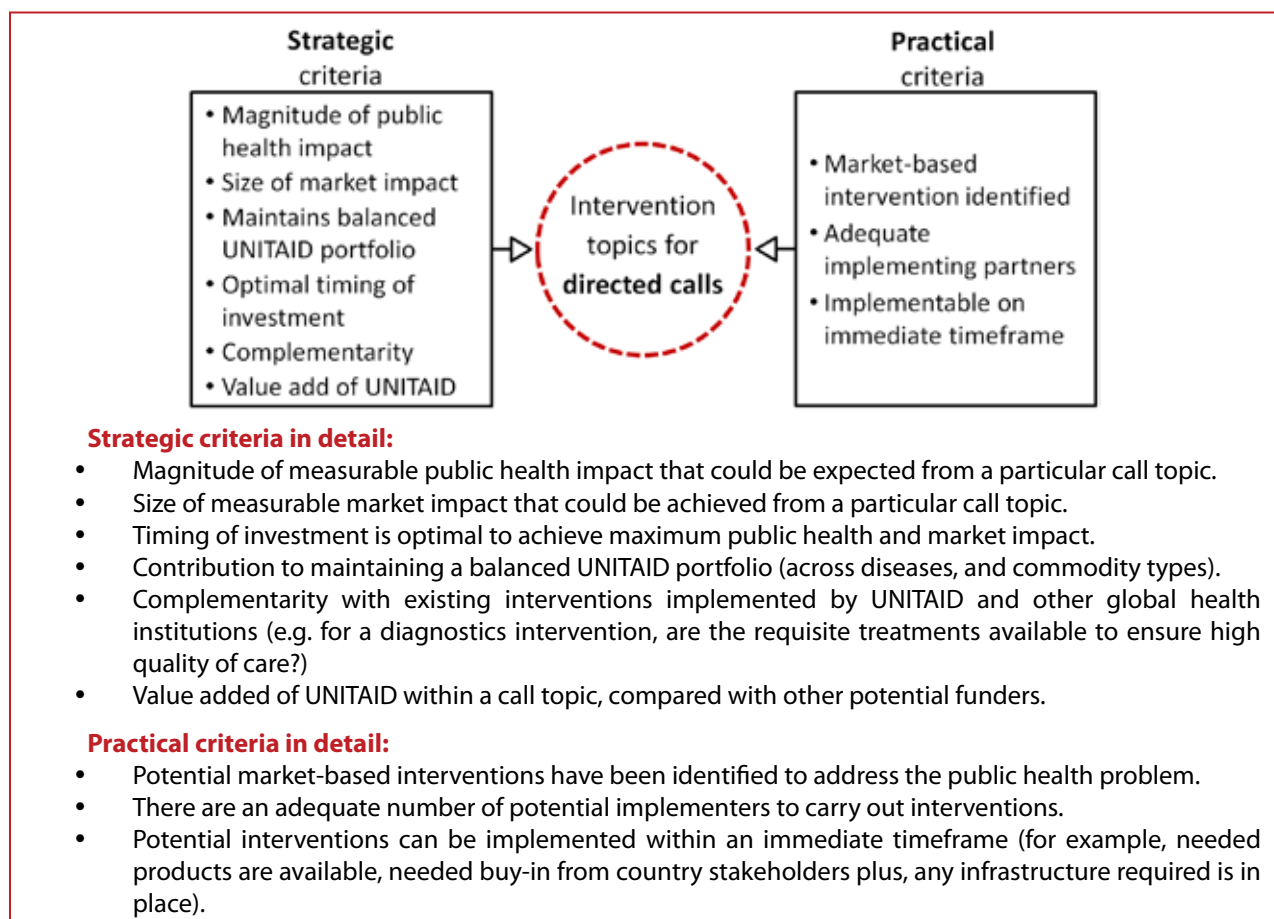 Strategic
criteria
• Magnitude of public
health impact
• Size of market impact
• Maintains balanced
UNITAID portfolio
• Optimal timing of
investment
• Complementarity
• Value add of UNITAID
Intervention
topics for
directed calls
Practical
criteria
• Market-based
intervention identified
• Adequate
implementing partners
• Implementable on
immediate timeframe
Strategic criteria in detail:
• Magnitude of measurable public health impact that could be expected from a particular call topic.
• Size of measurable market impact that could be achieved from a particular call topic.
• Timing of investment is optimal to achieve maximum public health and market impact.
• Contribution to maintaining a balanced UNITAID portfolio (across diseases, and commodity types).
• Complementarity with existing interventions implemented by UNITAID and other global health
institutions (e.g. for a diagnostics intervention, are the requisite treatments available to ensure high
quality of care?)
• Value added of UNITAID within a call topic, compared with other potential funders.
Practical criteria in detail:
• Potential market-based interventions have been identified to address the public health problem.
• There are an adequate number of potential implementers to carry out interventions.
• Potential interventions can be implemented within an immediate timeframe (for example, needed
products are available, needed buy-in from country stakeholders plus, any infrastructure required is in
place).